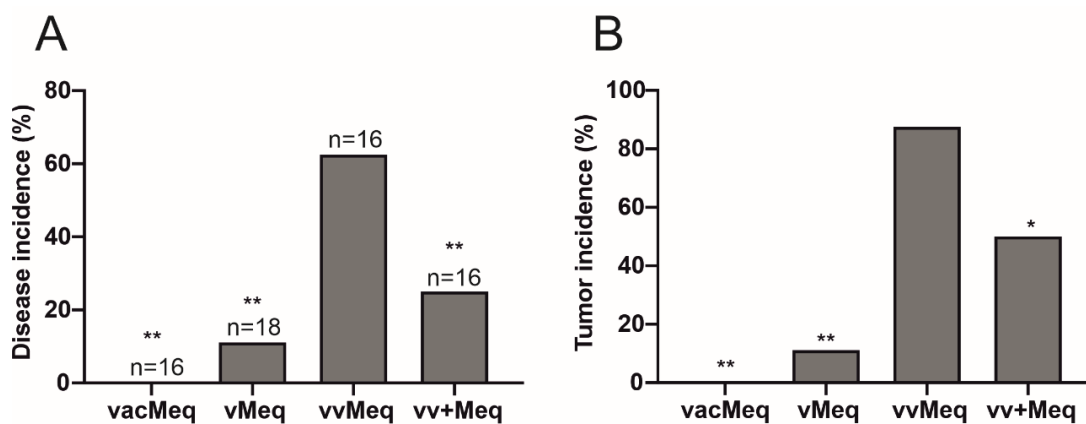 A
Disease incidence (%)
80
60
40
20
0
**
n=16
**
n=18
n=16
**
n=16
vacMeq vMeq vvMeq vv+Meq
B
Tumor incidence (%)
100
80
60
40
20
0
**
**
*
vacMeq vMeq vvMeq vv+Meq